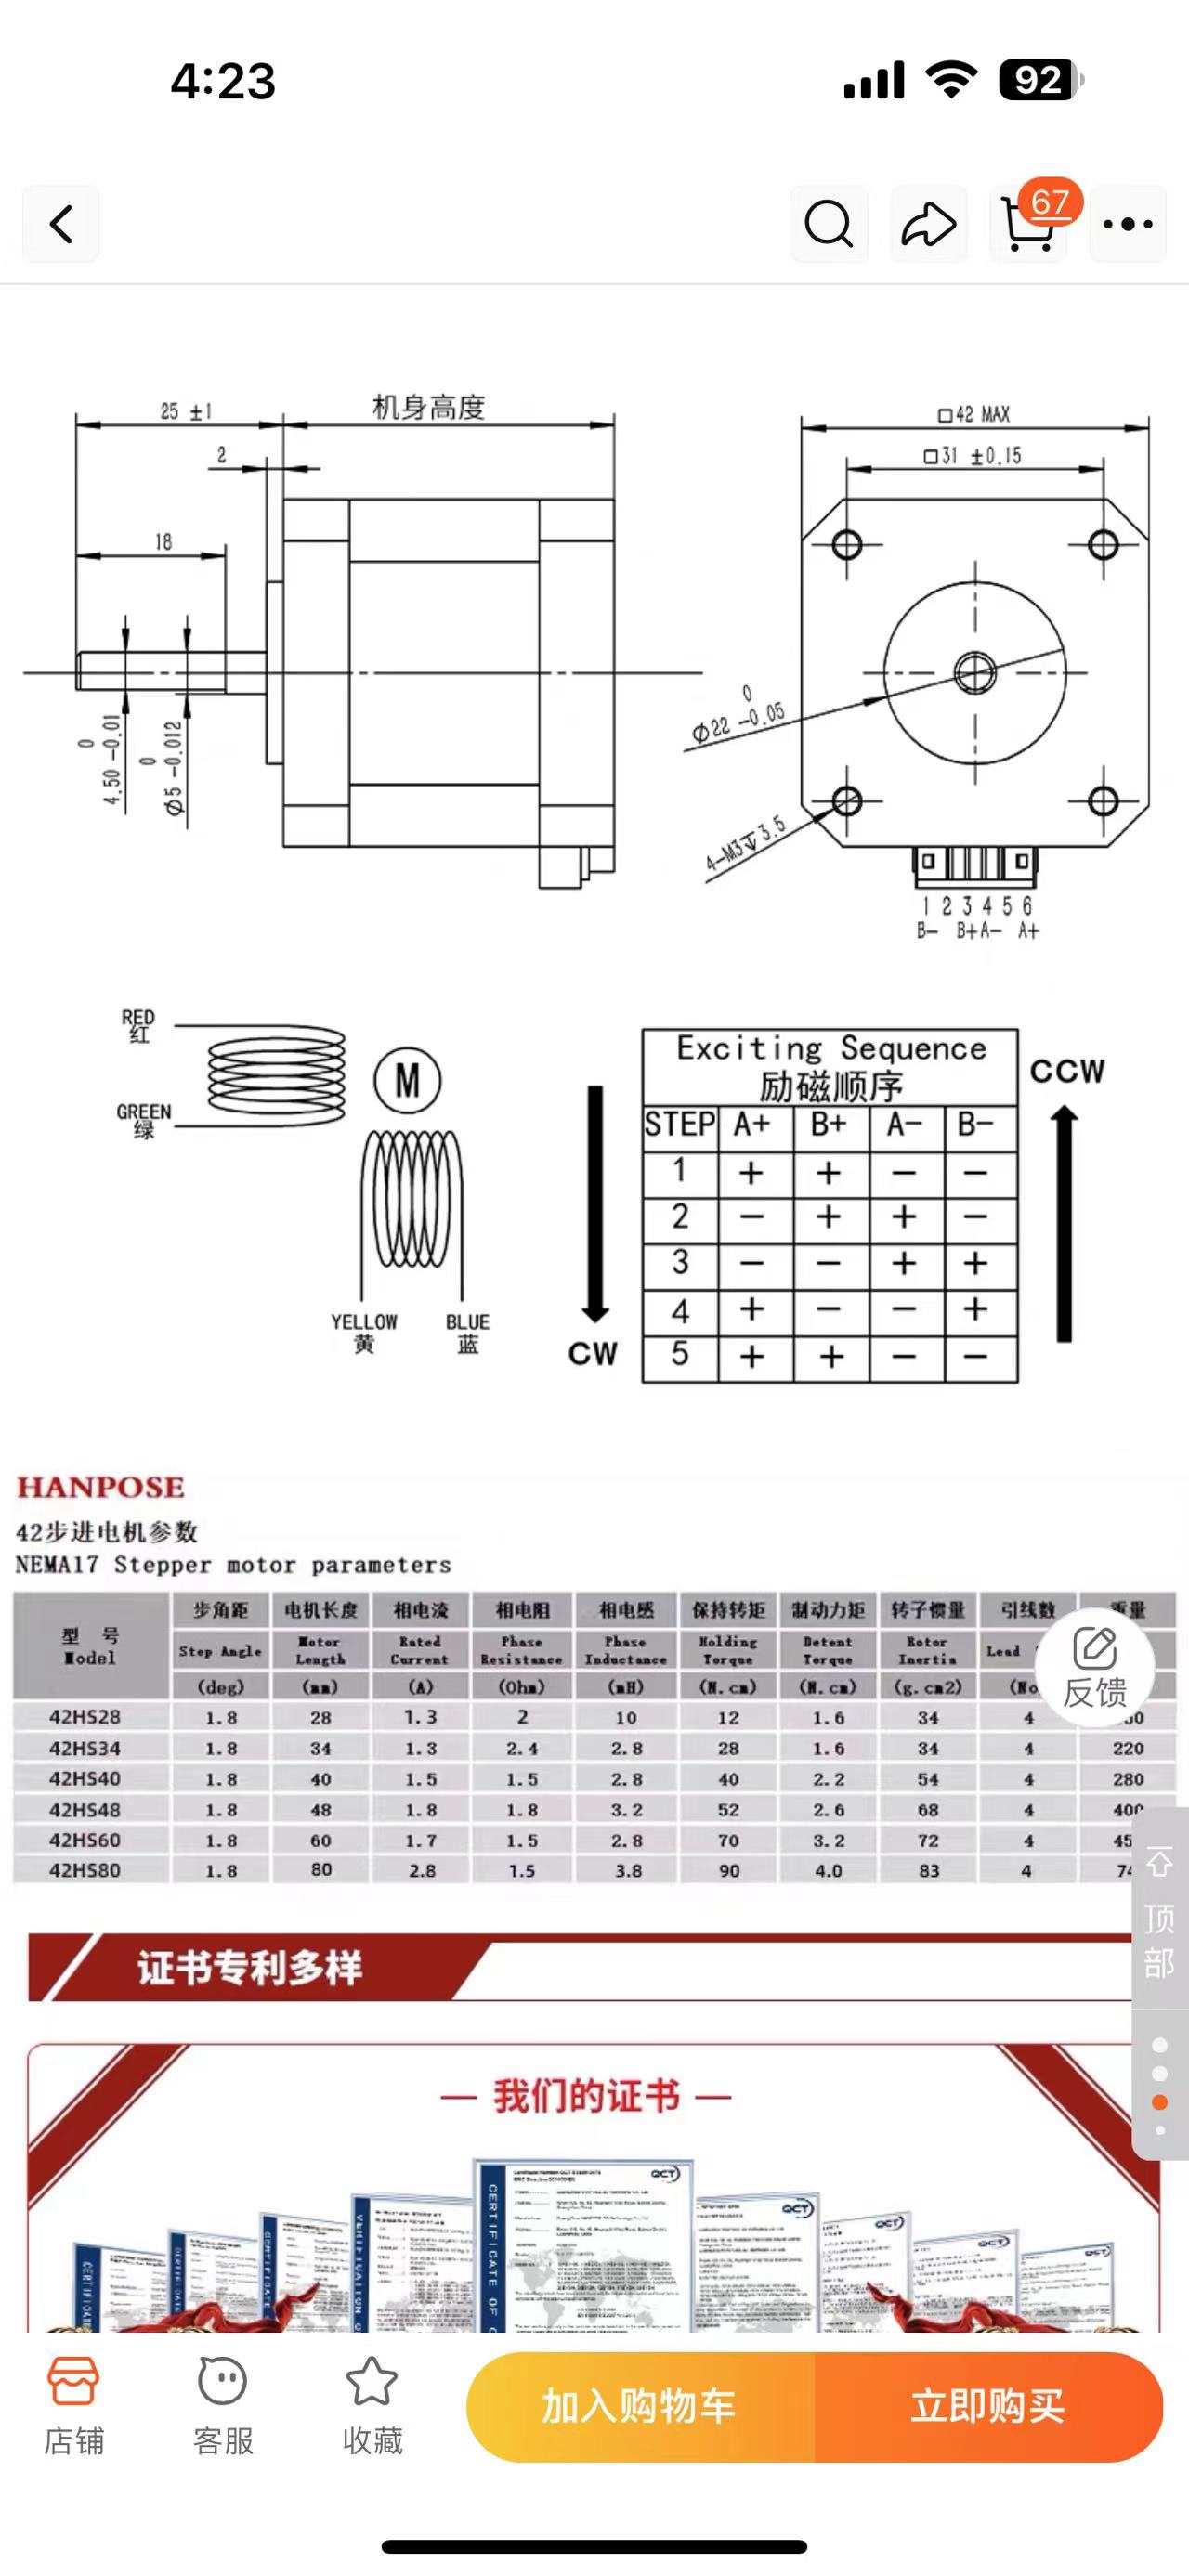 4:23
92
67
25 ±1
机身高度
2
18
0
4.50 -0.01
0
Ø5 -0.012
□42 MAX
□31 ±0.15
0
Ø22 -0.05
4-M3↧3.5
1 2 3 4 5 6
B- B+A- A+
RED
红
GREEN
绿
M
YELLOW
黄
BLUE
蓝
CW
Exciting Sequence
励磁顺序
STEP A+ B+ A- B-
1 + + - -
2 - + + -
3 - - + +
4 + - - +
5 + + - -
CCW
HANPOSE
42步进电机参数
NEMA17 Stepper motor parameters
型 号 步角距 电机长度 相电流 相电阻 相电感 保持转矩 制动力矩 转子惯量 引线数 重量
Model Step Angle Motor Length Rated Current Phase Resistance Phase Inductance Holding Torque Detent Torque Rotor Inertia Lead
(deg) (mm) (A) (Ohm) (mH) (N.cm) (N.cm) (g.cm2) (No
42HS28 1.8 28 1.3 2 10 12 1.6 34 4
42HS34 1.8 34 1.3 2.4 2.8 28 1.6 34 4 220
42HS40 1.8 40 1.5 1.5 2.8 40 2.2 54 4 280
42HS48 1.8 48 1.8 1.8 3.2 52 2.6 68 4 400
42HS60 1.8 60 1.7 1.5 2.8 70 3.2 72 4 45
42HS80 1.8 80 2.8 1.5 3.8 90 4.0 83 4 74
反馈
顶部
证书专利多样
— 我们的证书 —
CERTIFICATE OF
VERIFICATION
CERTIFICATE
QCT
QCT
QCT
QCT
QCT
店铺
客服
收藏
加入购物车
立即购买